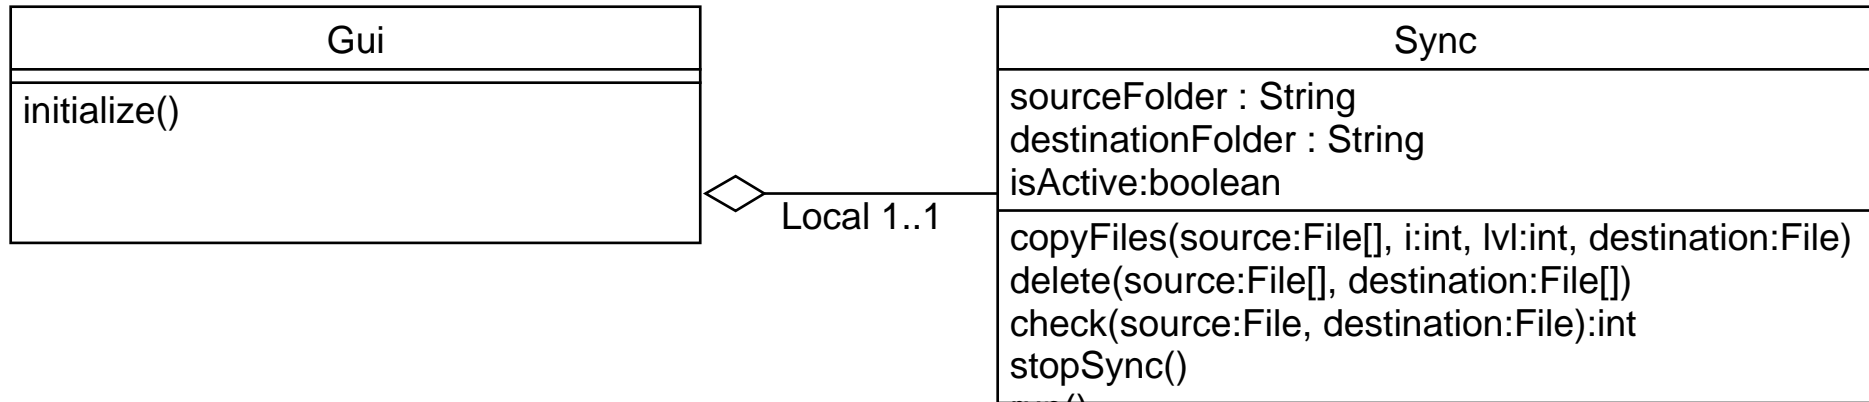 Gui
initialize()
Local 1..1
Sync
sourceFolder : String
destinationFolder : String
isActive:boolean
copyFiles(source:File[], i:int, lvl:int, destination:File)
delete(source:File[], destination:File[])
check(source:File, destination:File):int
stopSync()